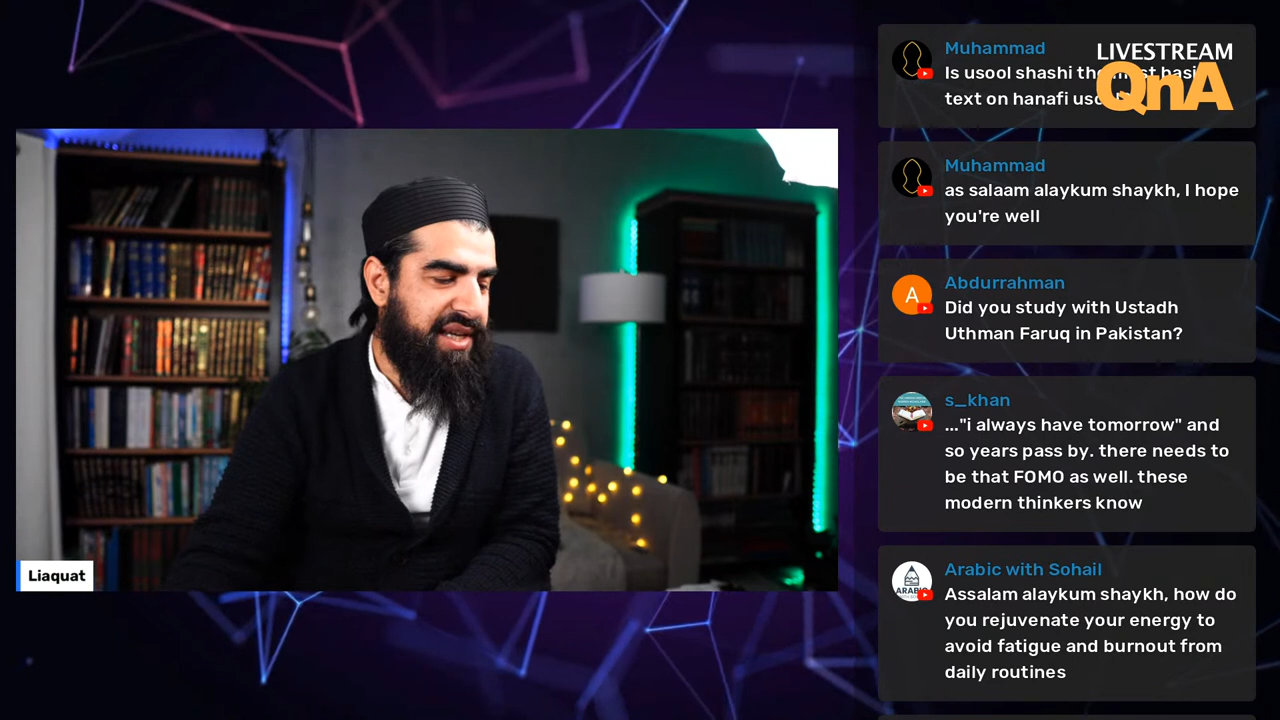 LIVESTREAM
QnA
Muhammad
Is usool shashi
text on hanafi
Muhammad
as salaam alaykum shaykh, I hope
you're well
A
Abdurrahman
Did you study with Ustadh
Uthman Faruq in Pakistan?
s_khan
..."i always have tomorrow" and
so years pass by. there needs to
be that FOMO as well. these
modern thinkers know
ARABIC
Arabic with Sohail
Assalam alaykum shaykh, how do
you rejuvenate your energy to
avoid fatigue and burnout from
daily routines
Liaquat